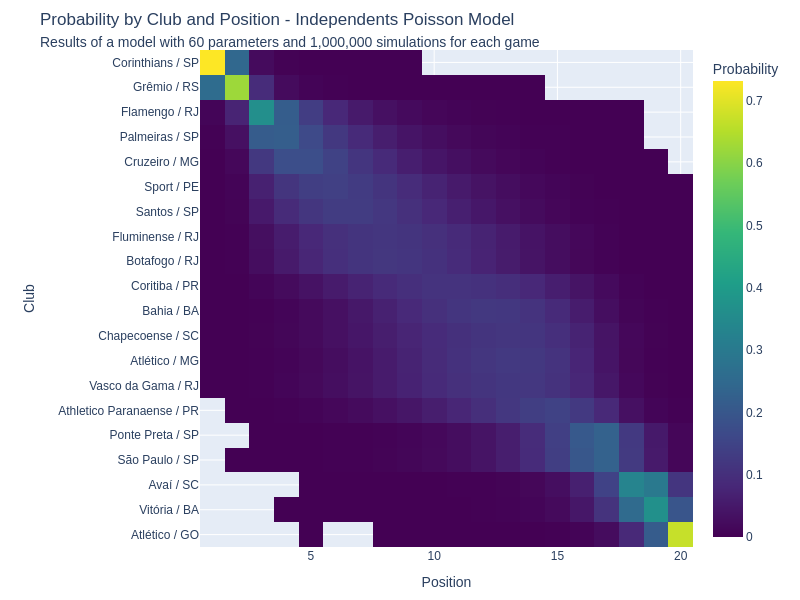 Probability by Club and Position - Independents Poisson Model
Results of a model with 60 parameters and 1,000,000 simulations for each game
Corinthians / SP
Grêmio / RS
Flamengo / RJ
Palmeiras / SP
Cruzeiro / MG
Sport / PE
Santos / SP
Fluminense / RJ
Botafogo / RJ
Coritiba / PR
Bahia / BA
Chapecoense / SC
Atlético / MG
Vasco da Gama / RJ
Athletico Paranaense / PR
Ponte Preta / SP
São Paulo / SP
Avaí / SC
Vitória / BA
Atlético / GO
Club
5
10
15
20
Position
Probability
0.7
0.6
0.5
0.4
0.3
0.2
0.1
0